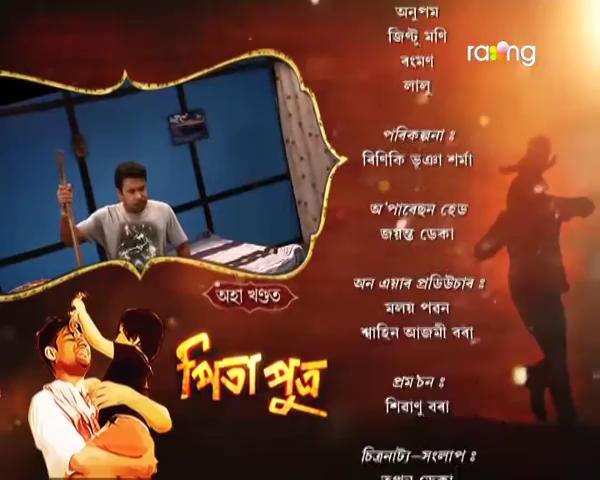 অনুপম
জিণ্টু মণি
ৰংমণ
লালু
rang
পৰিকল্পনা :
ৰিণিকি ভূঞা শৰ্মা
অ'পাৰেছন হেড
জয়ন্ত ডেকা
অন এয়াৰ প্ৰডিউচাৰ :
মলয় পৱন
শ্বাহিন আজমী বৰা
প্ৰম'চন :
শিৱাণু বৰা
চিত্ৰনাট্য-সংলাপ :
অহা খণ্ডত
পিতা পুত্ৰ